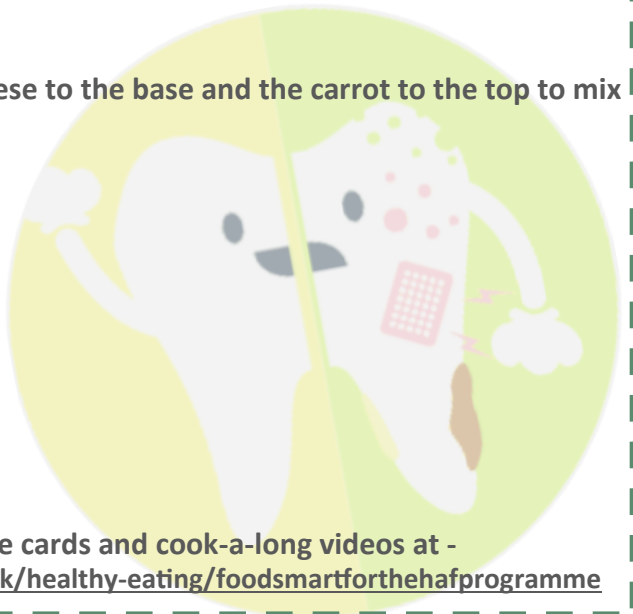 ese to the base and the carrot to the top to mix
e cards and cook-a-long videos at -
k/healthy-eating/foodsmartforthehafprogramme